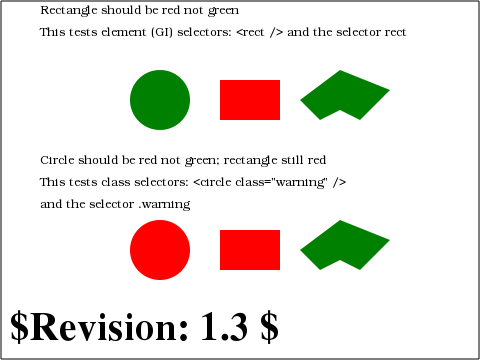 Rectangle should be red not green
This tests element (GI) selectors: <rect /> and the selector rect
Circle should be red not green; rectangle still red
This tests class selectors: <circle class="warning" />
and the selector .warning
$Revision: 1.3 $